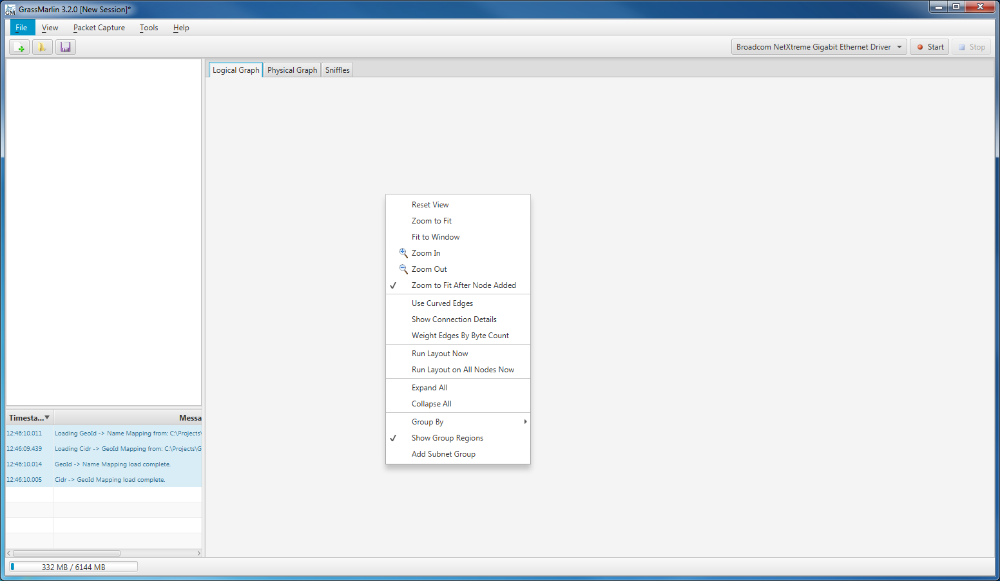 GrassMarlin 3.2.0 [New Session]*
File View Packet Capture Tools Help
Broadcom NetXtreme Gigabit Ethernet Driver Start Stop
Logical Graph Physical Graph Sniffles
Reset View
Zoom to Fit
Fit to Window
Zoom In
Zoom Out
Zoom to Fit After Node Added
Use Curved Edges
Show Connection Details
Weight Edges By Byte Count
Run Layout Now
Run Layout on All Nodes Now
Expand All
Collapse All
Group By
Show Group Regions
Add Subnet Group
Timesta... Messa
12:46:10.011 Loading GeoId -> Name Mapping from: C:\Projects\
12:46:09.439 Loading Cidr -> GeoId Mapping from: C:\Projects\G
12:46:10.014 GeoId -> Name Mapping load complete.
12:46:10.005 Cidr -> GeoId Mapping load complete.
332 MB / 6144 MB